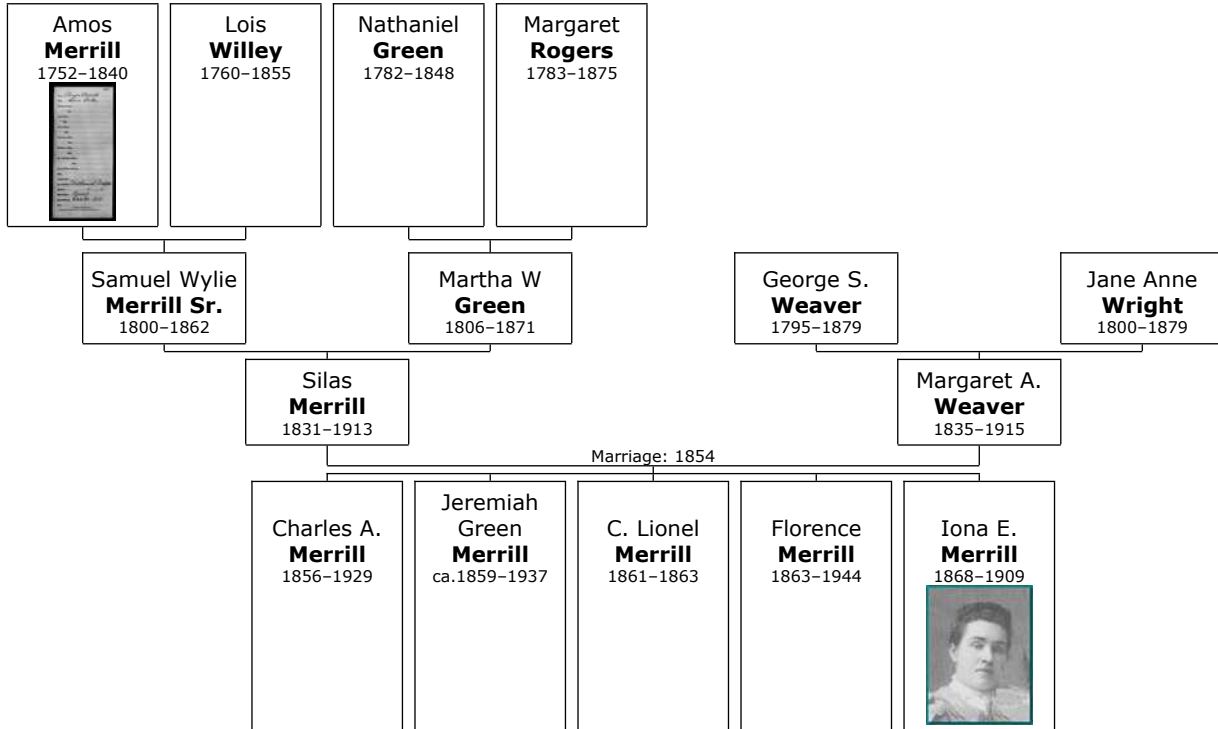 Amos
Merrill
1752–1840
Lois
Willey
1760–1855
Nathaniel
Green
1782–1848
Margaret
Rogers
1783–1875
Samuel Wylie
Merrill Sr.
1800–1862
Martha W
Green
1806–1871
George S.
Weaver
1795–1879
Jane Anne
Wright
1800–1879
Silas
Merrill
1831–1913
Margaret A.
Weaver
1835–1915
Marriage: 1854
Charles A.
Merrill
1856–1929
Jeremiah
Green
Merrill
ca.1859–1937
C. Lionel
Merrill
1861–1863
Florence
Merrill
1863–1944
Iona E.
Merrill
1868–1909